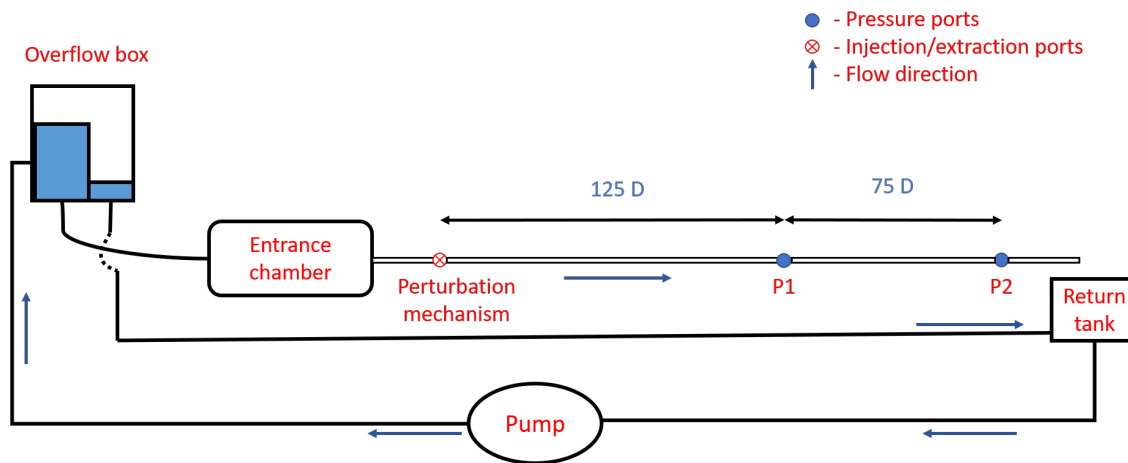 - Pressure ports
- Injection/extraction ports
- Flow direction
Overflow box
125 D
75 D
Entrance
chamber
Perturbation
mechanism
P1
P2
Return
tank
Pump